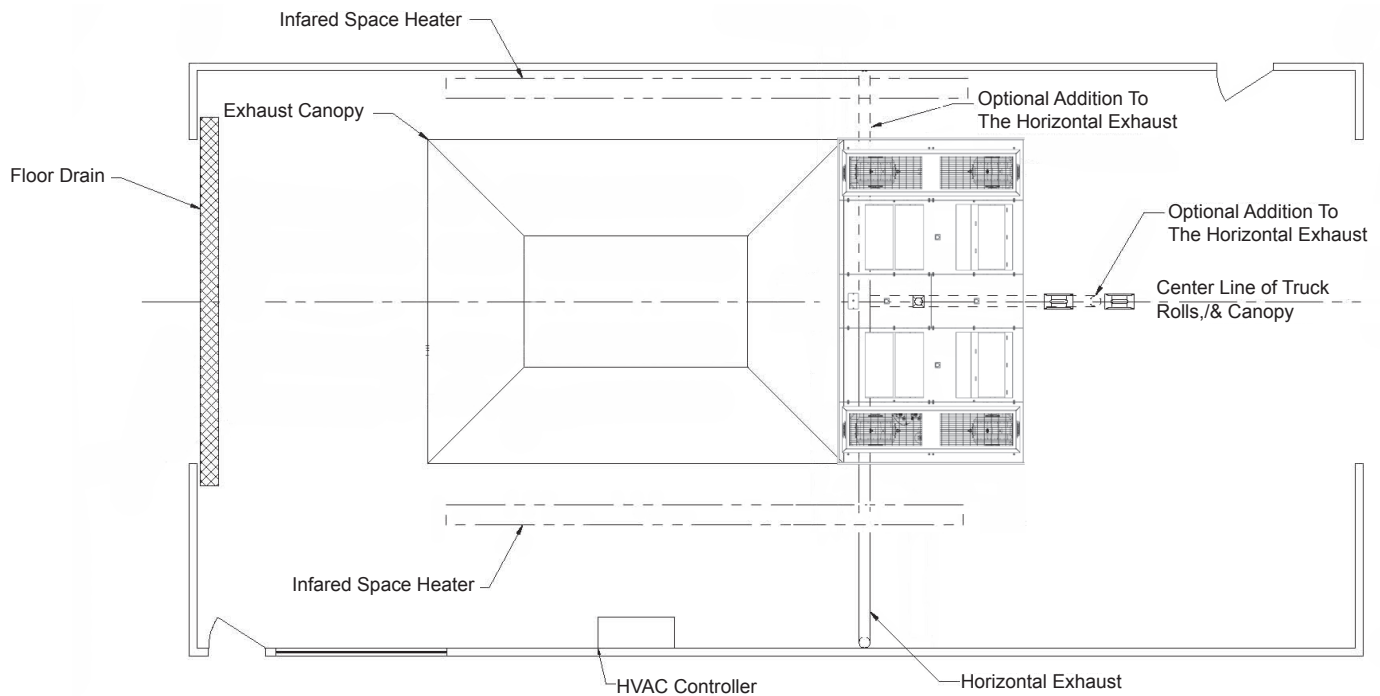 Infared Space Heater
Exhaust Canopy
Optional Addition To
The Horizontal Exhaust
Floor Drain
Optional Addition To
The Horizontal Exhaust
Center Line of Truck
Rolls,/& Canopy
Infared Space Heater
HVAC Controller
Horizontal Exhaust